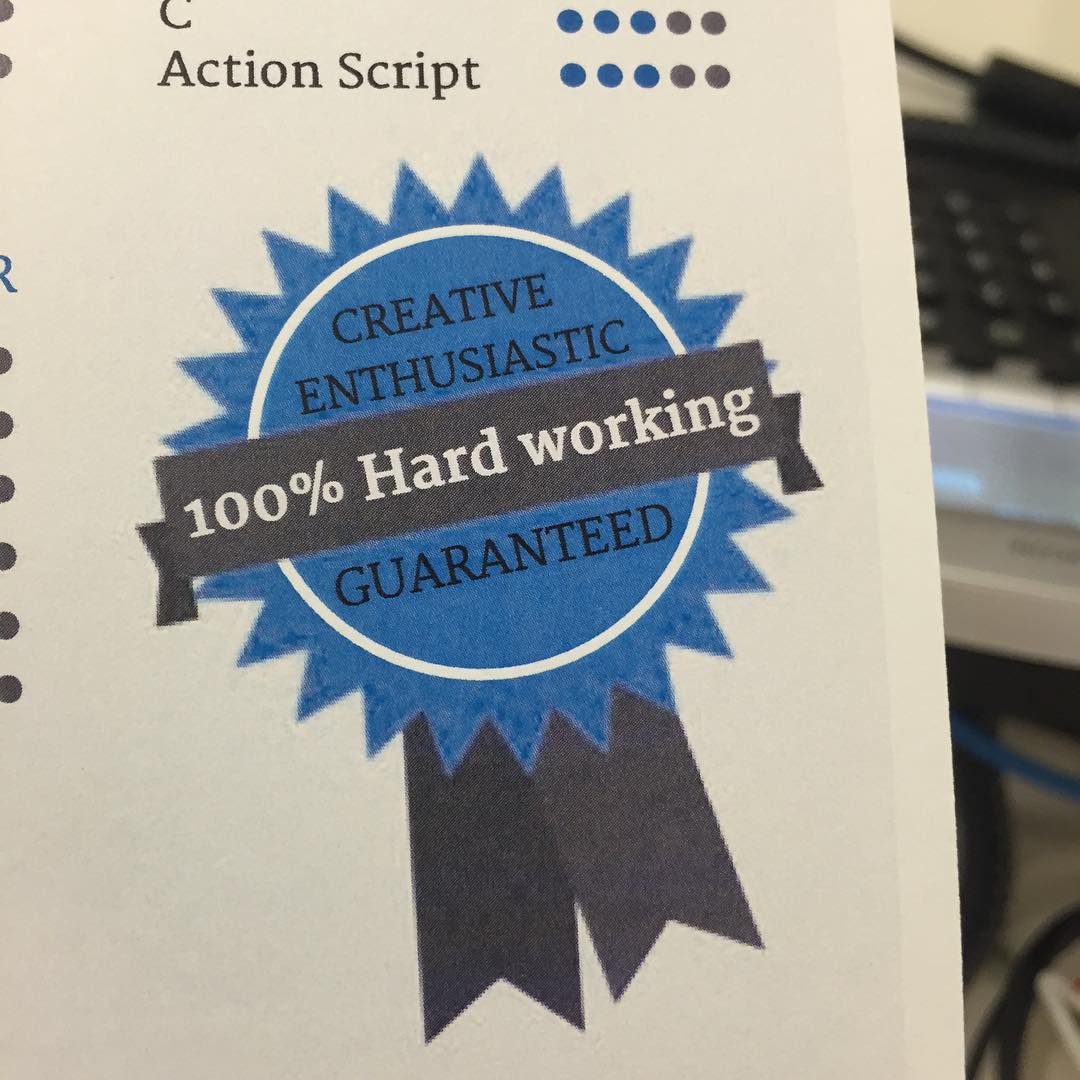 C
Action Script
R
CREATIVE
ENTHUSIASTIC
100% Hard working
GUARANTEED